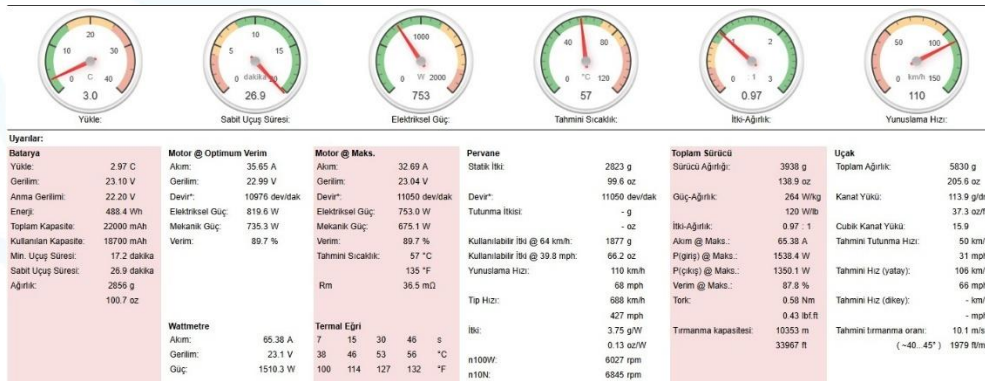 10 20 30 0 40 C 3.0
5 10 15 0 20 dakika 26.9
1000 0 2000 W 753
40 80 0 120 °C 57
1 2 0 3 : 1 0.97
50 100 0 150 km/h 110
Yükle: Sabit Uçuş Süresi: Elektriksel Güç: Tahmini Sıcaklık: İtki-Ağırlık: Yunuslama Hızı:
Uyarılar:
Batarya
Yükle: 2.97 C
Gerilim: 23.10 V
Anma Gerilimi: 22.20 V
Enerji: 488.4 Wh
Toplam Kapasite: 22000 mAh
Kullanılan Kapasite: 18700 mAh
Min. Uçuş Süresi: 17.2 dakika
Sabit Uçuş Süresi: 26.9 dakika
Ağırlık: 2856 g
100.7 oz
Motor @ Optimum Verim
Akım: 35.65 A
Gerilim: 22.99 V
Devir*: 10976 dev/dak
Elektriksel Güç: 819.6 W
Mekanik Güç: 735.3 W
Verim: 89.7 %
Wattmetre
Akım: 65.38 A
Gerilim: 23.1 V
Güç: 1510.3 W
Motor @ Maks.
Akım: 32.69 A
Gerilim: 23.04 V
Devir*: 11050 dev/dak
Elektriksel Güç: 753.0 W
Mekanik Güç: 675.1 W
Verim: 89.7 %
Tahmini Sıcaklık: 57 °C
135 °F
Rm 36.5 mΩ
Termal Eğri
7 15 30 46 s
38 46 53 56 °C
100 114 127 132 °F
Pervane
Statik İtki: 2823 g
99.6 oz
Devir*: 11050 dev/dak
Tutunma İtkisi: - g
- oz
Kullanılabilir İtki @ 64 km/h: 1877 g
Kullanılabilir İtki @ 39.8 mph: 66.2 oz
Yunuslama Hızı: 110 km/h
68 mph
Tip Hızı: 688 km/h
427 mph
İtki: 3.75 g/W
0.13 oz/W
n100W: 6027 rpm
n10N: 6845 rpm
Toplam Sürücü
Sürücü Ağırlığı: 3938 g
138.9 oz
Güç-Ağırlık: 264 W/kg
120 W/lb
İtki-Ağırlık: 0.97 : 1
Akım @ Maks.: 65.38 A
P(giriş) @ Maks.: 1538.4 W
P(çıkış) @ Maks.: 1350.1 W
Verim @ Maks.: 87.8 %
Tork: 0.58 Nm
0.43 lbf.ft
Tırmanma kapasitesi: 10353 m
33967 ft
Uçak
Toplam Ağırlık: 5830 g
205.6 oz
Kanat Yükü: 113.9
37.3
Cubik Kanat Yükü: 15.9
Tahmini Tutunma Hızı: 50
31 mph
Tahmini Hız (yatay): 106
66 mph
Tahmini Hız (dikey): -
-
Tahmini tırmanma oranı: 10.1
( ~40...45° ) 1979